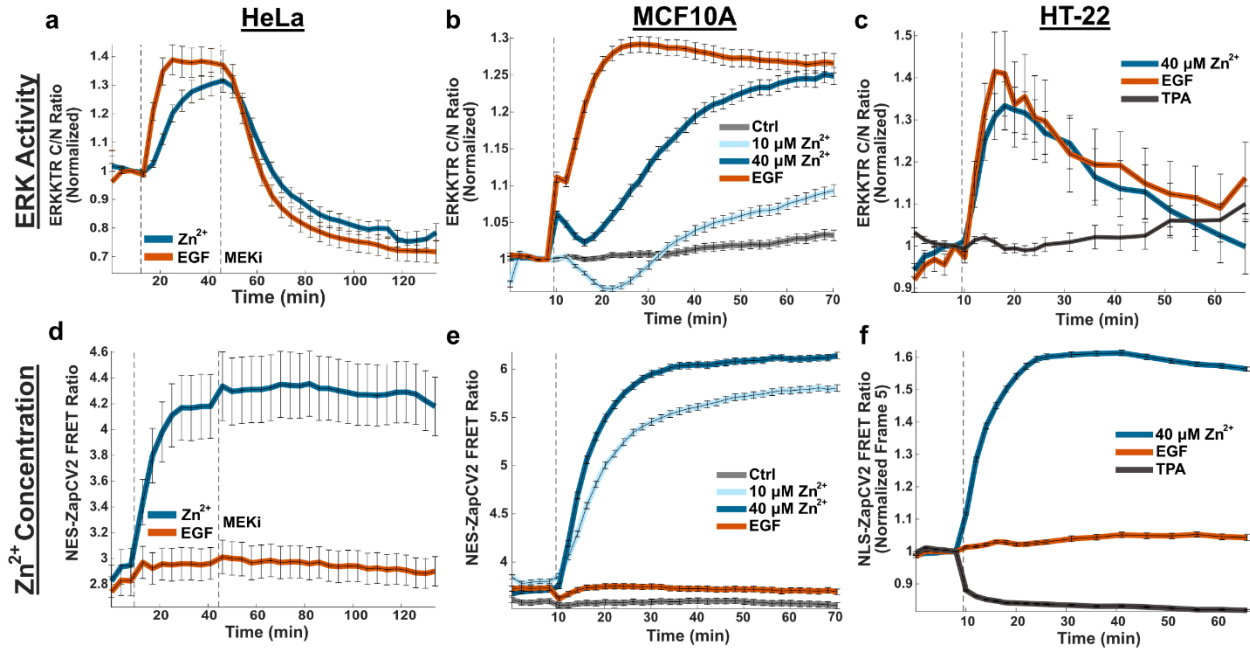 HeLa
MCF10A
HT-22
ERK Activity
a
ERKKTR C/N Ratio
(Normalized)
1.4
1.3
1.2
1.1
1
0.9
0.8
0.7
Zn²⁺
EGF
MEKi
20 40 60 80 100 120
Time (min)
b
ERKKTR C/N Ratio
(Normalized)
1.3
1.25
1.2
1.15
1.1
1.05
1
Ctrl
10 µM Zn²⁺
40 µM Zn²⁺
EGF
10 20 30 40 50 60 70
Time (min)
c
ERKKTR C/N Ratio
(Normalized)
1.5
1.4
1.3
1.2
1.1
1
0.9
40 µM Zn²⁺
EGF
TPA
10 20 30 40 50 60
Time (min)
Zn²⁺ Concentration
d
NES-ZapCV2 FRET Ratio
4.6
4.4
4.2
4
3.8
3.6
3.4
3.2
3
2.8
Zn²⁺
EGF
MEKi
20 40 60 80 100 120
Time (min)
e
NES-ZapCV2 FRET Ratio
6
5.5
5
4
Ctrl
10 µM Zn²⁺
40 µM Zn²⁺
EGF
10 20 30 40 50 60 70
Time (min)
f
NLS-ZapCV2 FRET Ratio
(Normalized Frame 5)
1.6
1.5
1.4
1.3
1.2
1.1
1
0.9
40 µM Zn²⁺
EGF
TPA
10 20 30 40 50 60
Time (min)